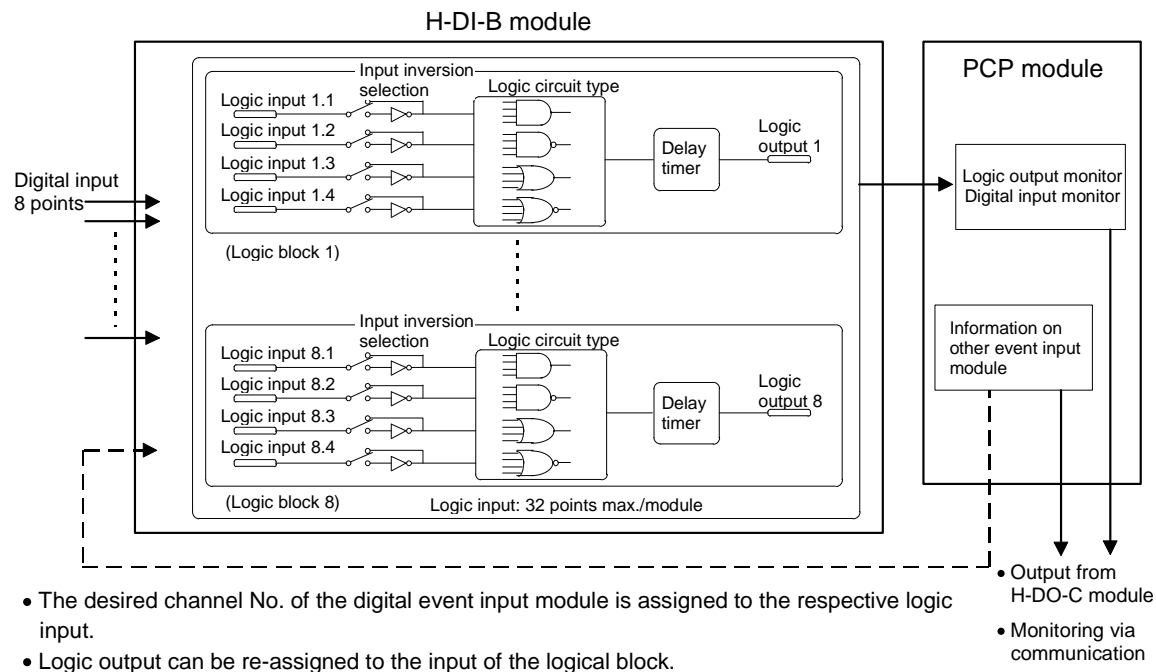 H-DI-B module
PCP module
Input inversion
selection
Logic circuit type
Logic input 1.1
Logic input 1.2
Logic input 1.3
Logic input 1.4
Delay
timer
Logic
output 1
(Logic block 1)
Digital input
8 points
Logic output monitor
Digital input monitor
Input inversion
selection
Logic circuit type
Logic input 8.1
Logic input 8.2
Logic input 8.3
Logic input 8.4
Delay
timer
Logic
output 8
(Logic block 8)
Logic input: 32 points max./module
Information on
other event input
module
• Output from
H-DO-C module
• Monitoring via
communication
• The desired channel No. of the digital event input module is assigned to the respective logic
input.
• Logic output can be re-assigned to the input of the logical block.